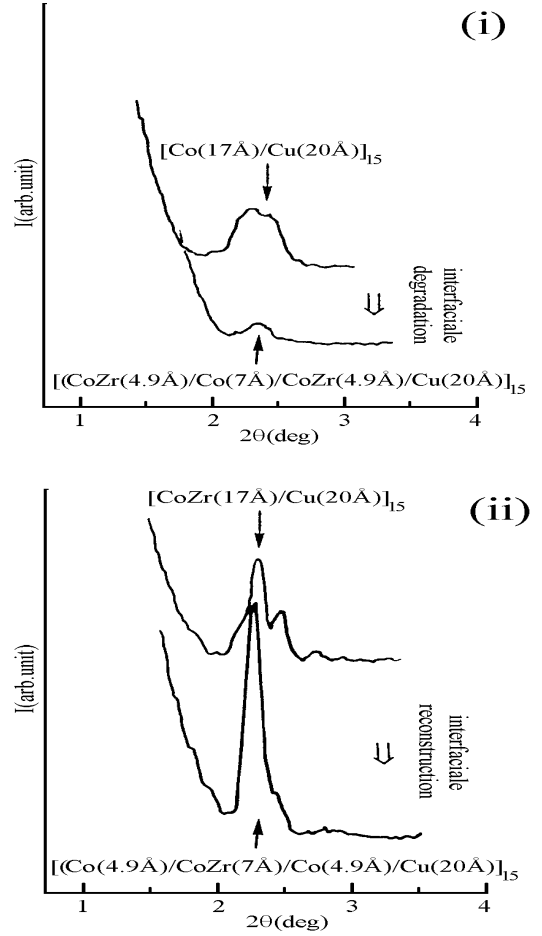 (i)
[Co(17Å)/Cu(20Å)]15
I(arb.unit)
interfaciale
degradation
[(CoZr(4.9Å)/Co(7Å)/CoZr(4.9Å)/Cu(20Å)]15
1 2 3 4
2θ(deg)
[CoZr(17Å)/Cu(20Å)]15
(ii)
I(arb.unit)
interfaciale
reconstruction
[(Co(4.9Å)/CoZr(7Å)/Co(4.9Å)/Cu(20Å)]15
1 2 3 4
2θ(deg)